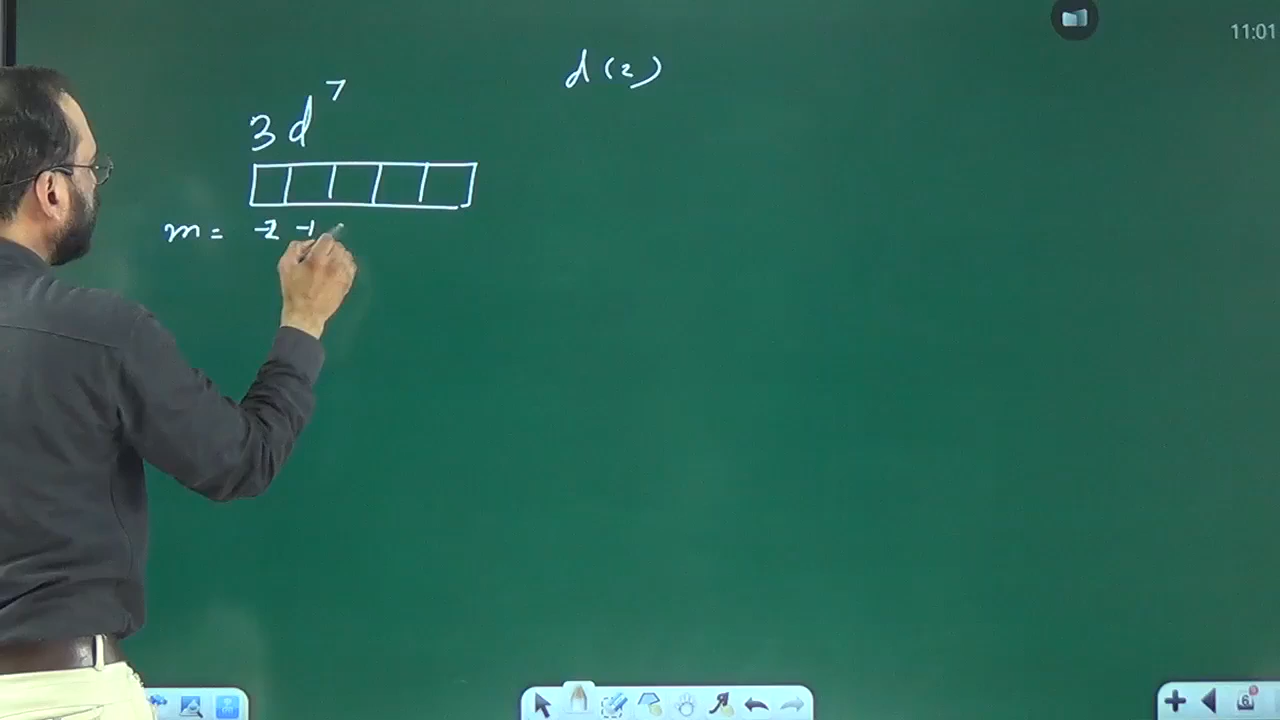 11:01
d (2)
3d⁷
m = -2 -1